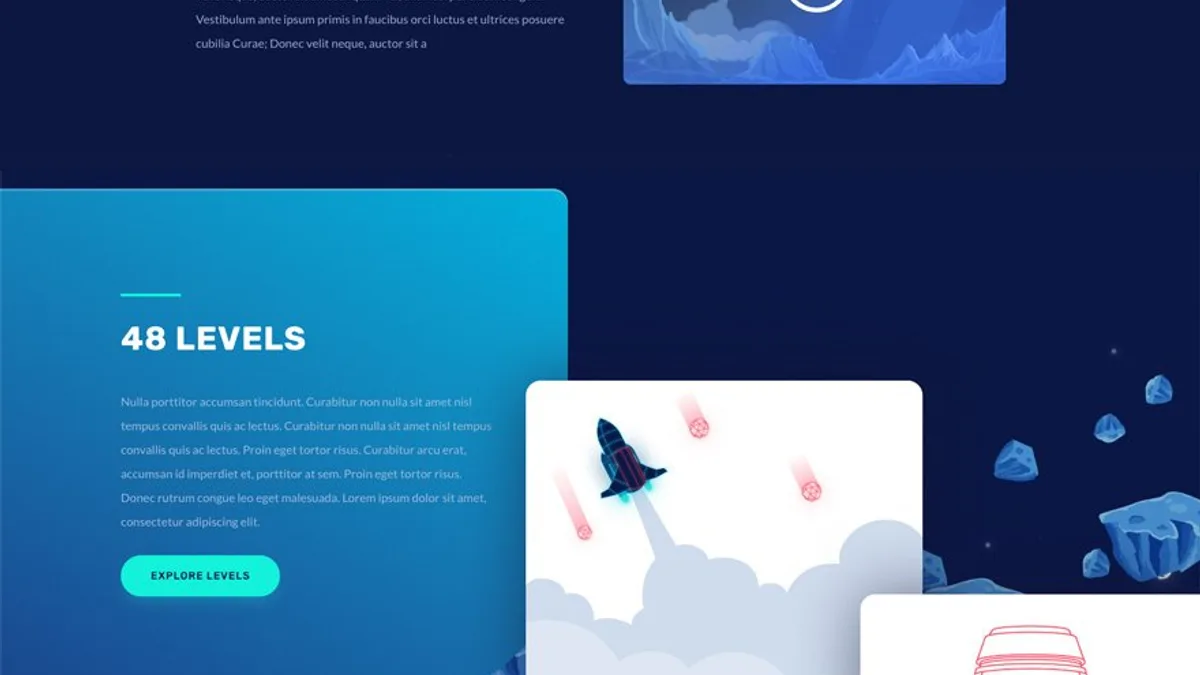 Vestibulum ante ipsum primis in faucibus orci luctus et ultrices posuere
cubilia Curae; Donec velit neque, auctor sit a
48 LEVELS
Nulla porttitor accumsan tincidunt. Curabitur non nulla sit amet nisl
tempus convallis quis ac lectus. Curabitur non nulla sit amet nisl tempus
convallis quis ac lectus. Proin eget tortor risus. Curabitur arcu erat,
accumsan id imperdiet et, porttitor at sem. Proin eget tortor risus.
Donec rutrum congue leo eget malesuada. Lorem ipsum dolor sit amet,
consectetur adipiscing elit.
EXPLORE LEVELS